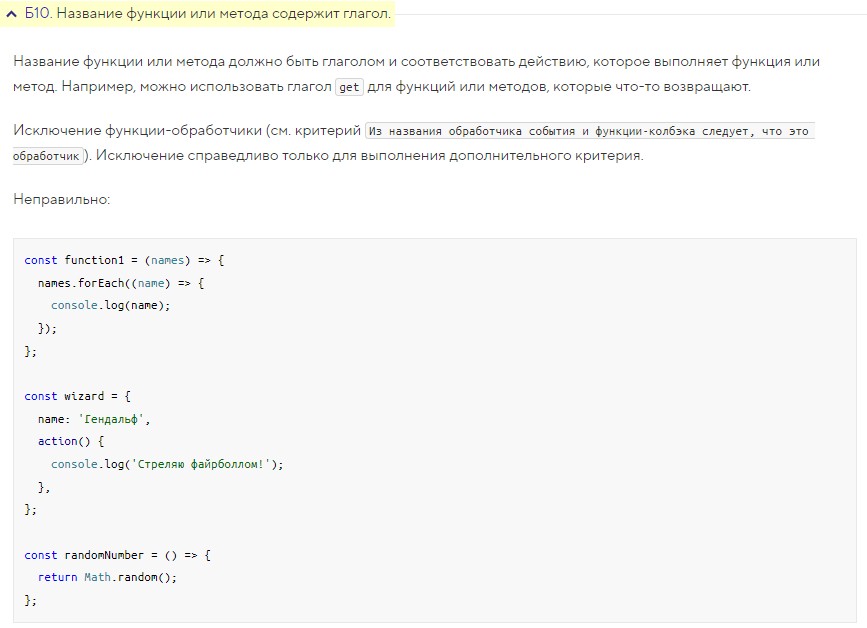 Б10. Название функции или метода содержит глагол.
Название функции или метода должно быть глаголом и соответствовать действию, которое выполняет функция или
метод. Например, можно использовать глагол get для функций или методов, которые что-то возвращают.
Исключение функции-обработчики (см. критерий Из названия обработчика события и функции-колбэка следует, что это
обработчик). Исключение справедливо только для выполнения дополнительного критерия.
Неправильно:
const function1 = (names) => {
  names.forEach((name) => {
    console.log(name);
  });
};
const wizard = {
  name: 'Гендальф',
  action() {
    console.log('Стреляю файрболлом!');
  },
};
const randomNumber = () => {
  return Math.random();
};